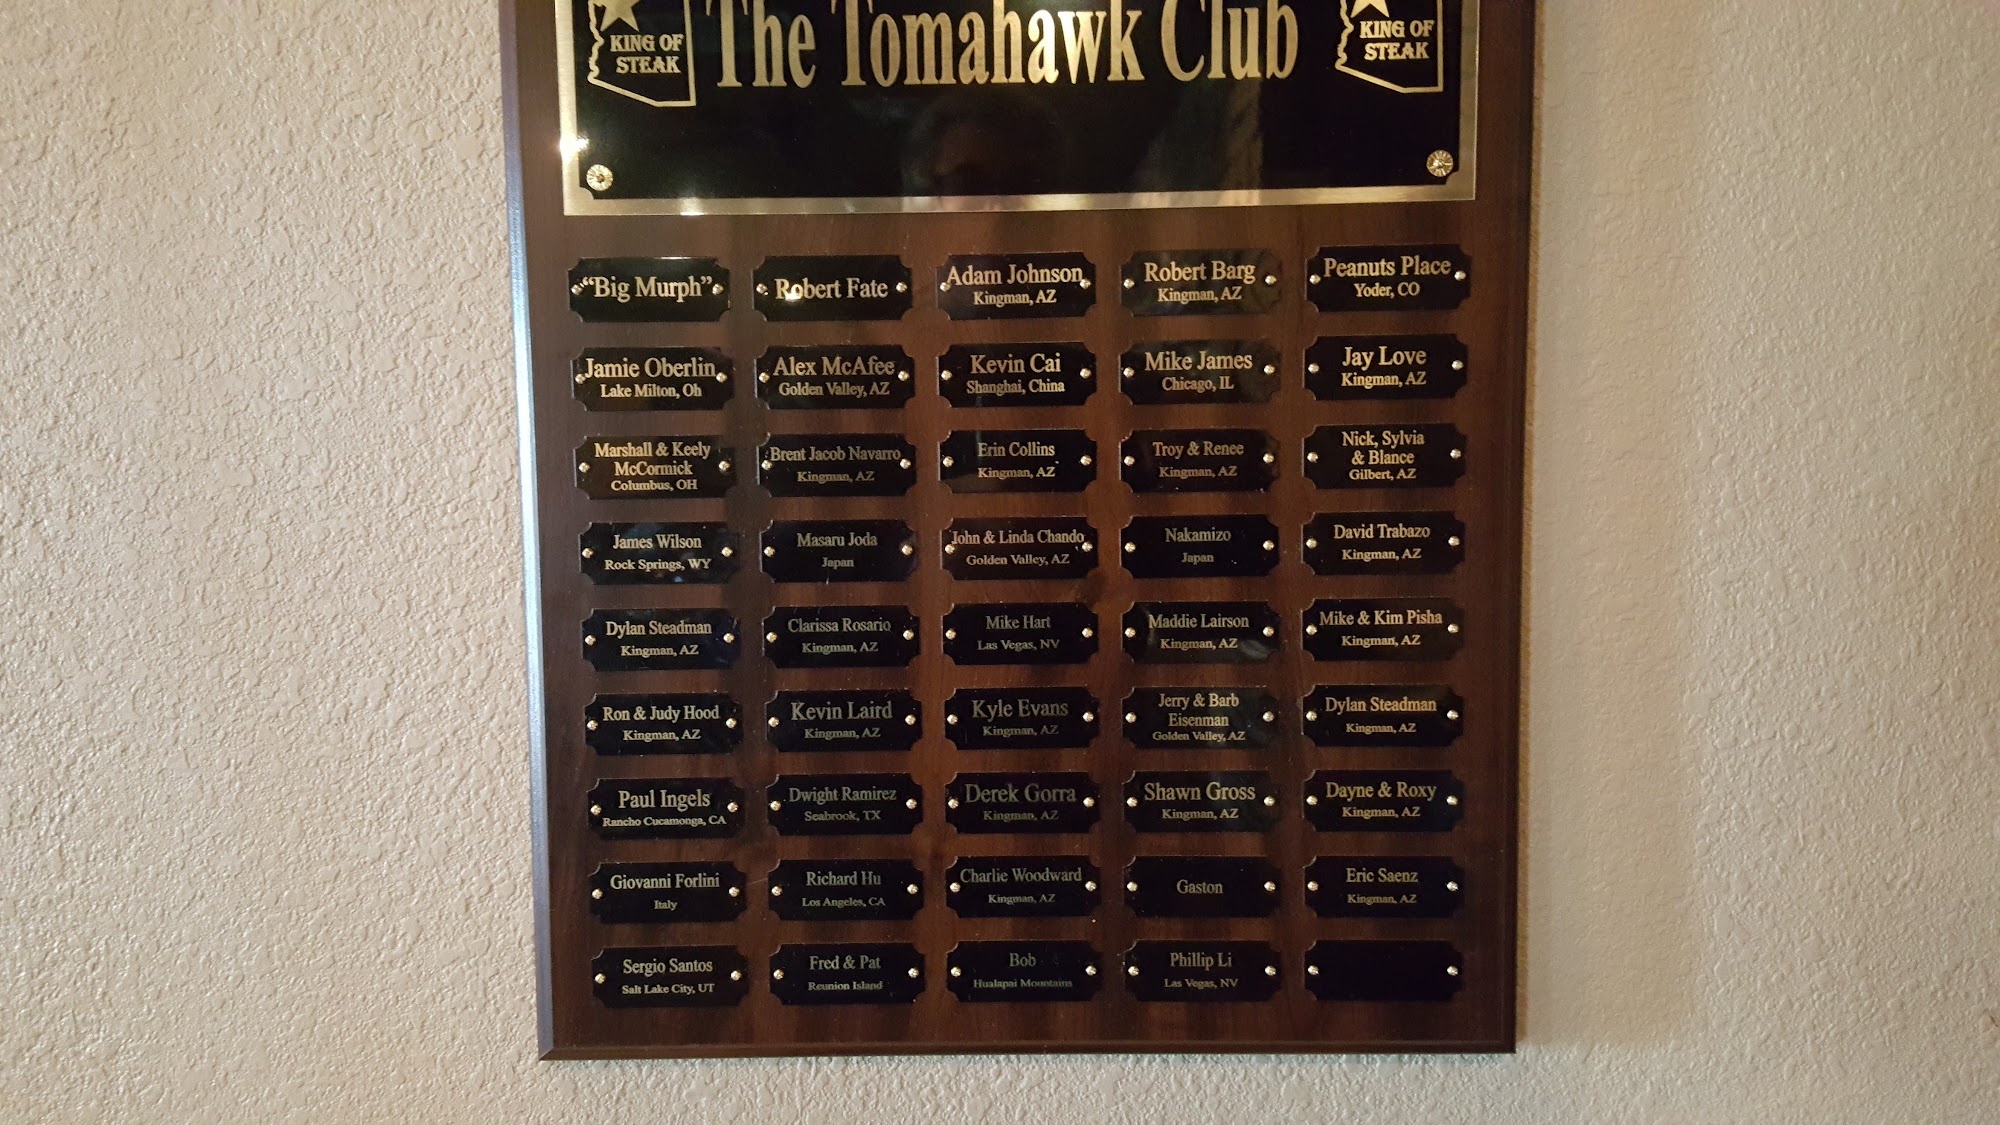 KING OF
STEAK
The Tomahawk Club
KING OF
STEAK
"Big Murph"
Robert Fate
Adam Johnson
Kingman, AZ
Robert Barg
Kingman, AZ
Peanuts Place
Yoder, CO
Jamie Oberlin
Lake Milton, Oh
Alex McAfee
Golden Valley, AZ
Kevin Cai
Shanghai, China
Mike James
Chicago, IL
Jay Love
Kingman, AZ
Marshall & Keely
McCormick
Columbus, OH
Brent Jacob Navarro
Kingman, AZ
Erin Collins
Kingman, AZ
Troy & Renee
Kingman, AZ
Nick, Sylvia
& Blance
Gilbert, AZ
James Wilson
Rock Springs, WY
Masaru Joda
Japan
John & Linda Chando
Golden Valley, AZ
Nakamizo
Japan
David Trabazo
Kingman, AZ
Dylan Steadman
Kingman, AZ
Clarissa Rosario
Kingman, AZ
Mike Hart
Las Vegas, NV
Maddie Lairson
Kingman, AZ
Mike & Kim Pisha
Kingman, AZ
Ron & Judy Hood
Kingman, AZ
Kevin Laird
Kingman, AZ
Kyle Evans
Kingman, AZ
Jerry & Barb
Eisenman
Golden Valley, AZ
Dylan Steadman
Kingman, AZ
Paul Ingels
Rancho Cucamonga, CA
Dwight Ramirez
Seabrook, TX
Derek Gorra
Kingman, AZ
Shawn Gross
Kingman, AZ
Dayne & Roxy
Kingman, AZ
Giovanni Forlini
Italy
Richard Hu
Los Angeles, CA
Charlie Woodward
Kingman, AZ
Gaston
Eric Saenz
Kingman, AZ
Sergio Santos
Salt Lake City, UT
Fred & Pat
Reunion Island
Bob
Hualapai Mountains
Phillip Li
Las Vegas, NV